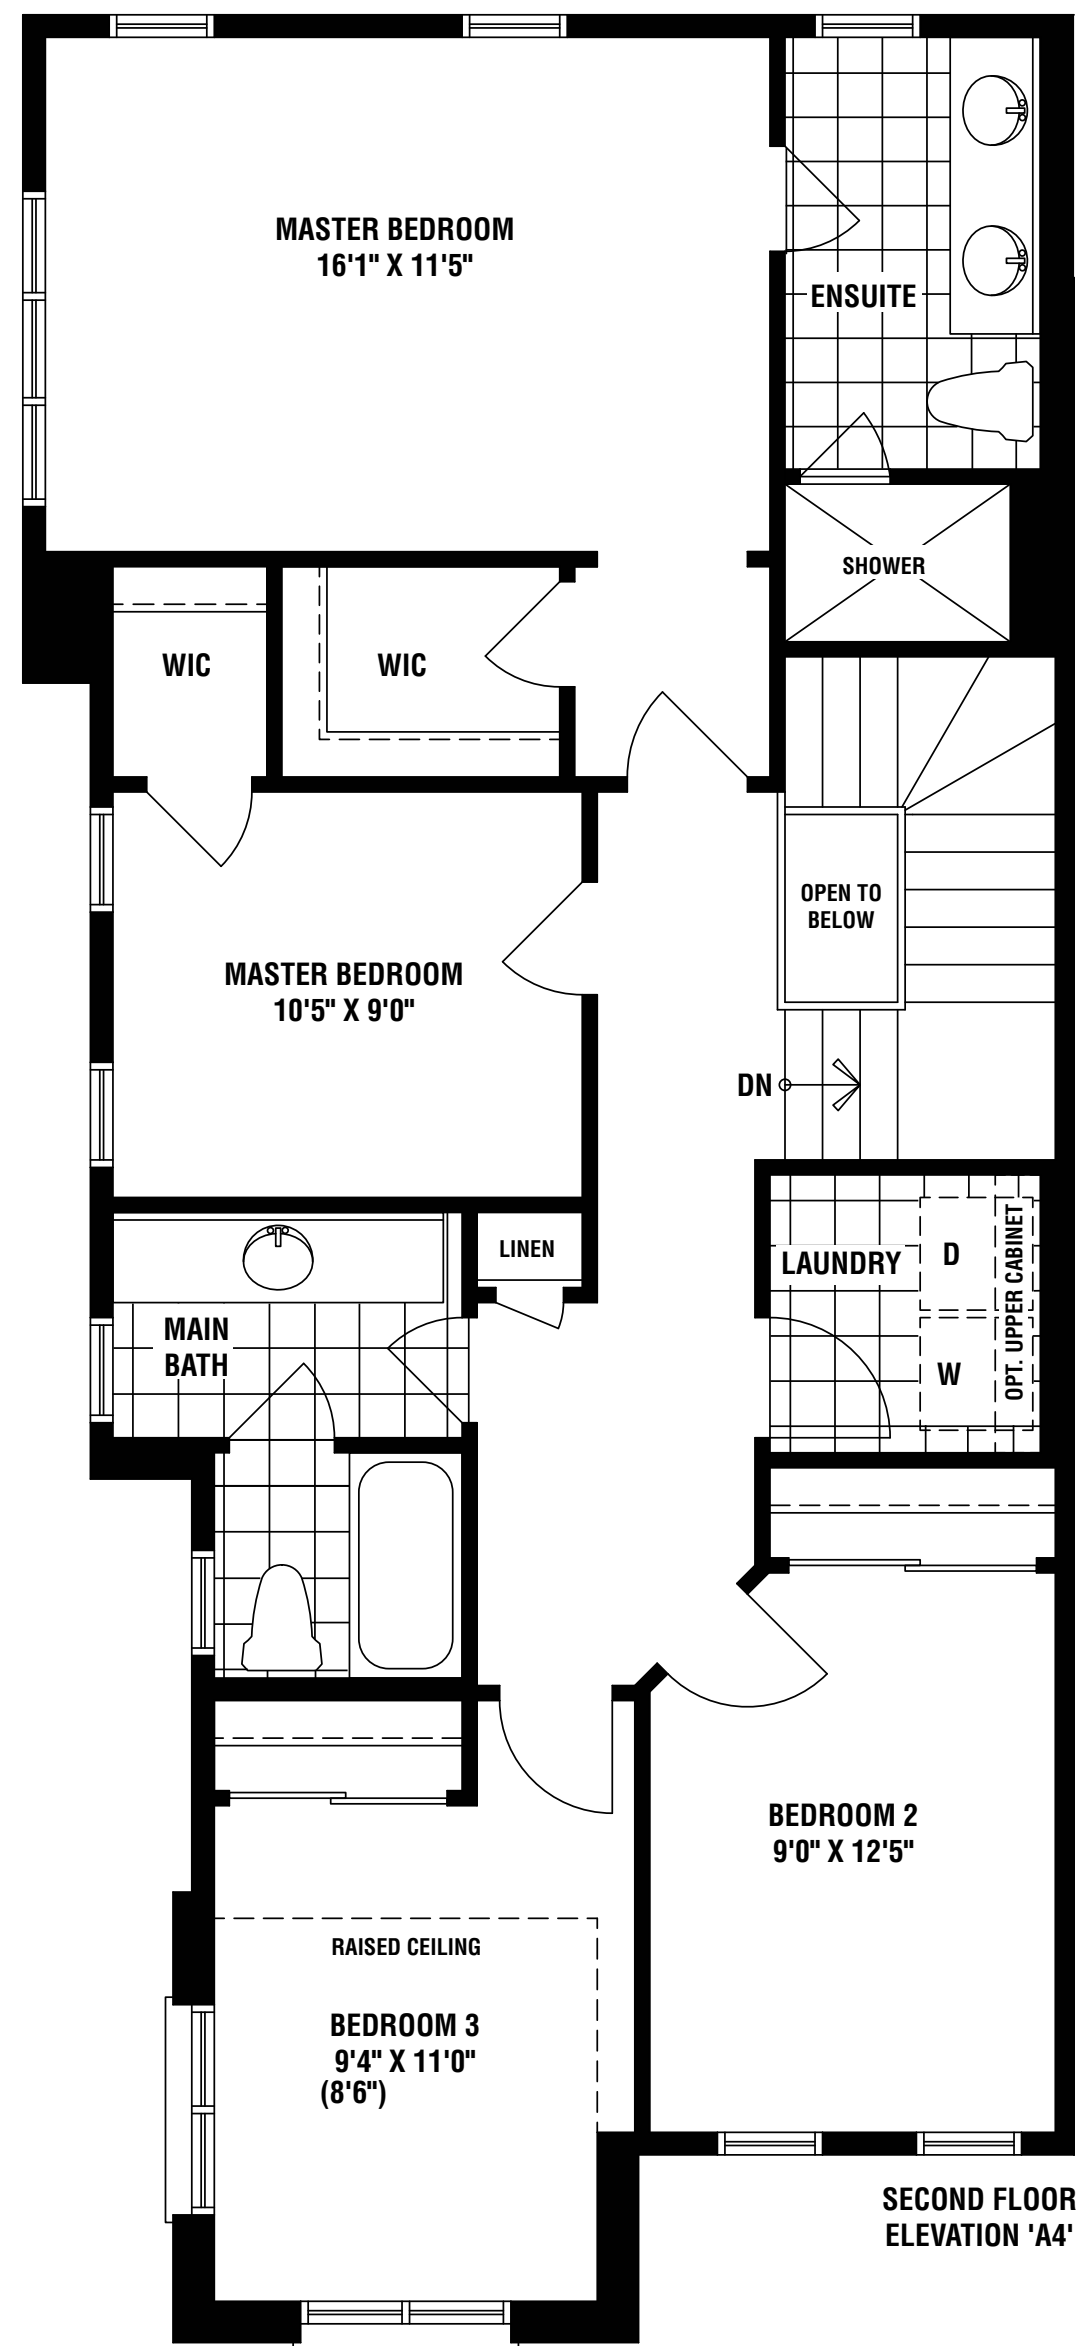 MASTER BEDROOM
16'1" X 11'5"
ENSUITE
SHOWER
WIC
WIC
OPEN TO
BELOW
MASTER BEDROOM
10'5" X 9'0"
DN
LINEN
LAUNDRY
D
W
OPT. UPPER CABINET
MAIN
BATH
BEDROOM 2
9'0" X 12'5"
RAISED CEILING
BEDROOM 3
9'4" X 11'0"
(8'6")
SECOND FLOOR
ELEVATION 'A4'